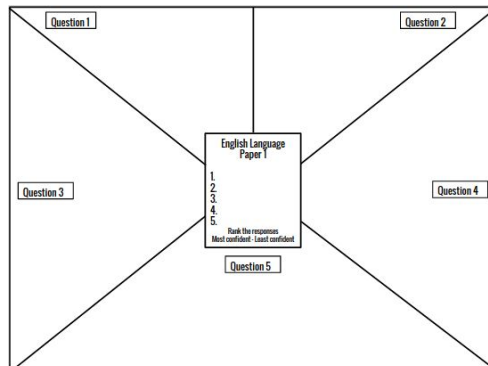 Question 1
Question 2
English Language
Paper 1
1.
2.
3.
4.
5.
Rank the responses
Most confident - Least confident
Question 3
Question 4
Question 5